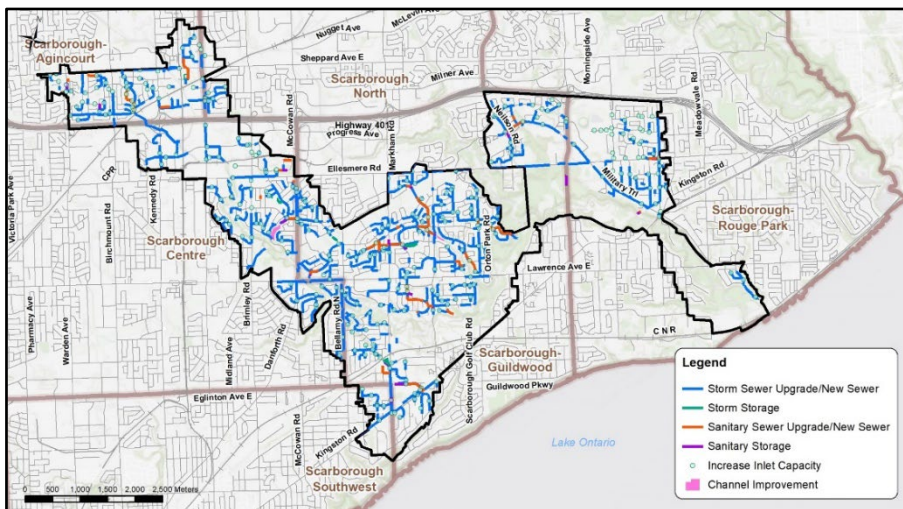 McLevin Ave
Nugget Ave
Scarborough-
Agincourt
Sheppard Ave E
Scarborough
North
Milner Ave
Morningside Ave
McCowan Rd
Highway 401
Progress Ave
Markham Rd
Neilson Rd
Meadowvale Rd
Ellesmere Rd
CPR
Military Trl
Kingston Rd
Victoria Park Ave
Birchmount Rd
Kennedy Rd
Scarborough-
Rouge Park
Scarborough
Centre
Orton Park Rd
Lawrence Ave E
Brimley Rd
Bellamy Rd N
Pharmacy Ave
Warden Ave
Midland Ave
Danforth Rd
CNR
Scarborough Golf Club Rd
Scarborough-
Guildwood
Guildwood Pkwy
Eglinton Ave E
McCowan Rd
Kingston Rd
Scarborough
Southwest
Lake Ontario
0 500 1,000 1,500 2,000 2,500 Meters
Legend
Storm Sewer Upgrade/New Sewer
Storm Storage
Sanitary Sewer Upgrade/New Sewer
Sanitary Storage
Increase Inlet Capacity
Channel Improvement